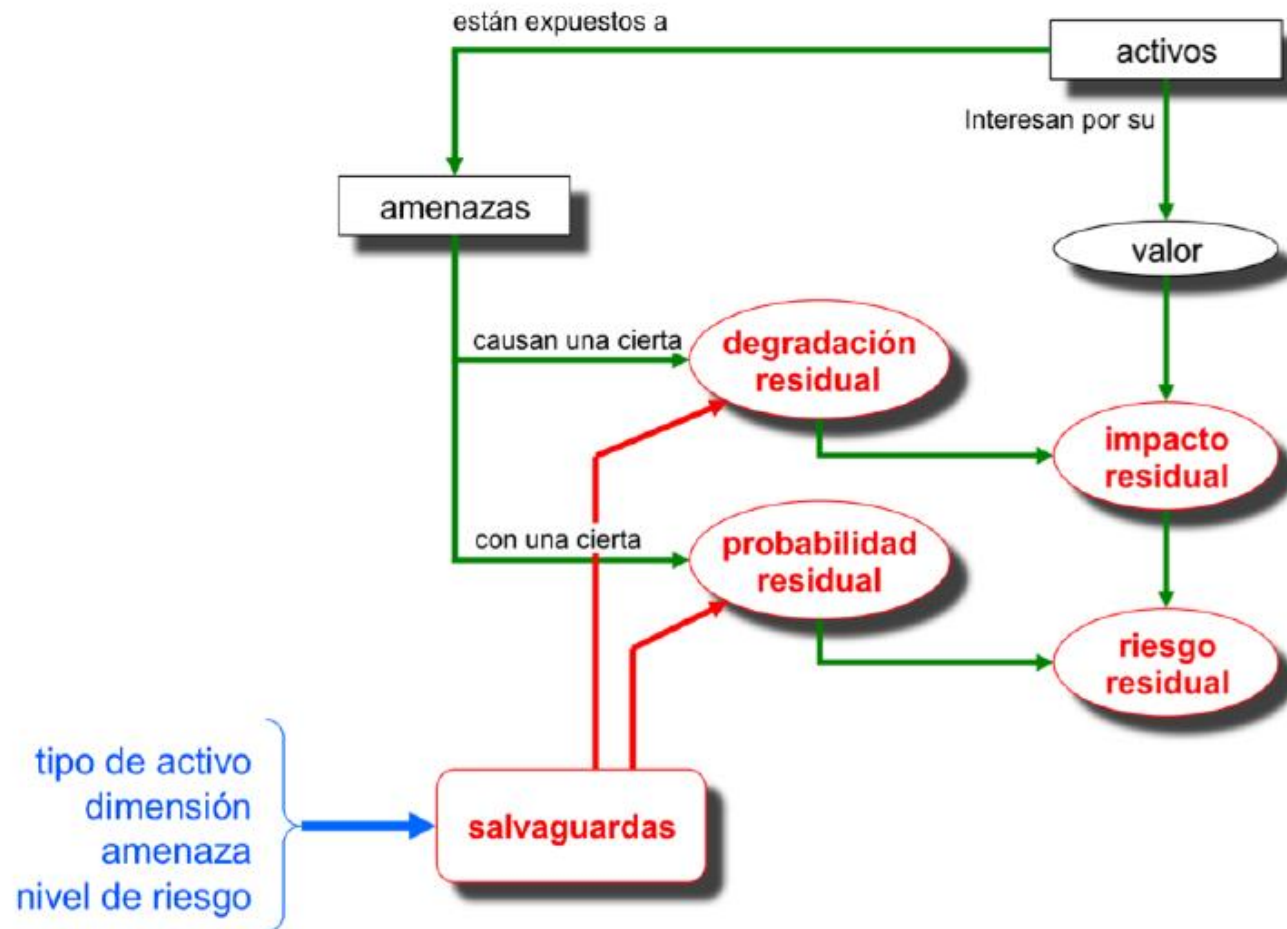 están expuestos a
activos
Interesan por su
amenazas
valor
causan una cierta
degradación
residual
impacto
residual
con una cierta
probabilidad
residual
riesgo
residual
tipo de activo
dimensión
amenaza
nivel de riesgo
salvaguardas